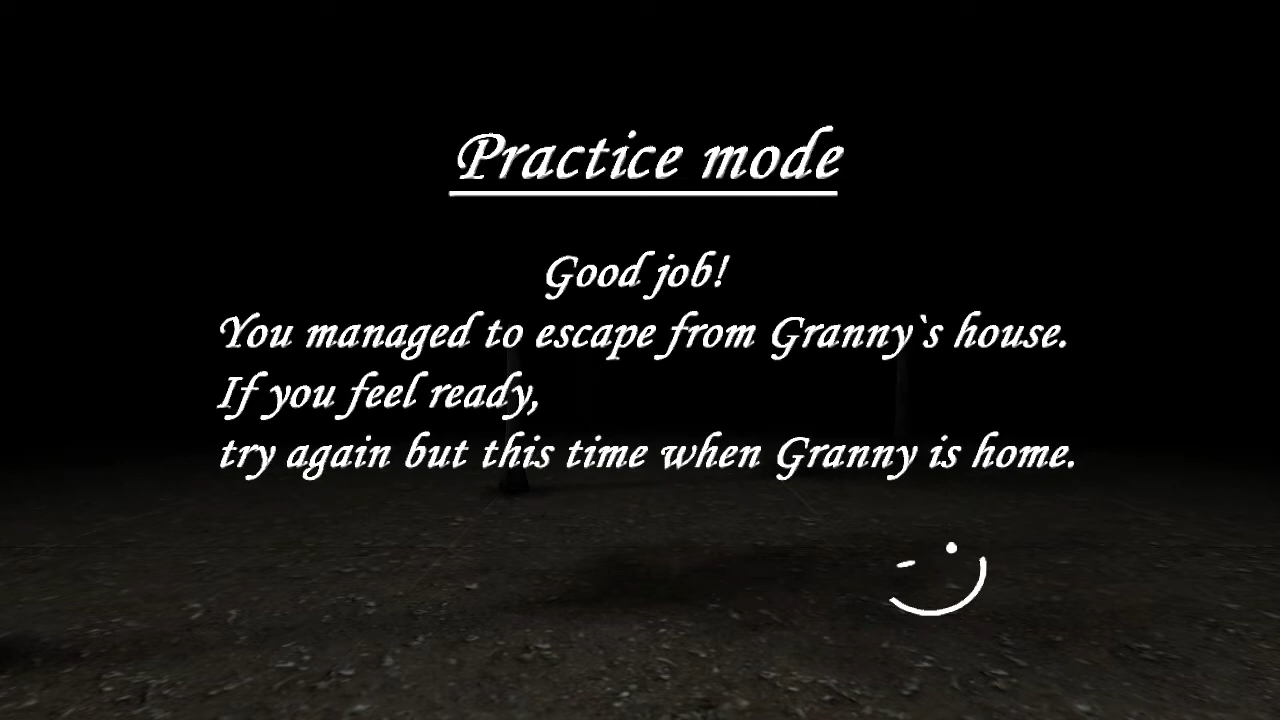 Practice mode
Good job!
You managed to escape from Granny`s house.
If you feel ready,
try again but this time when Granny is home.